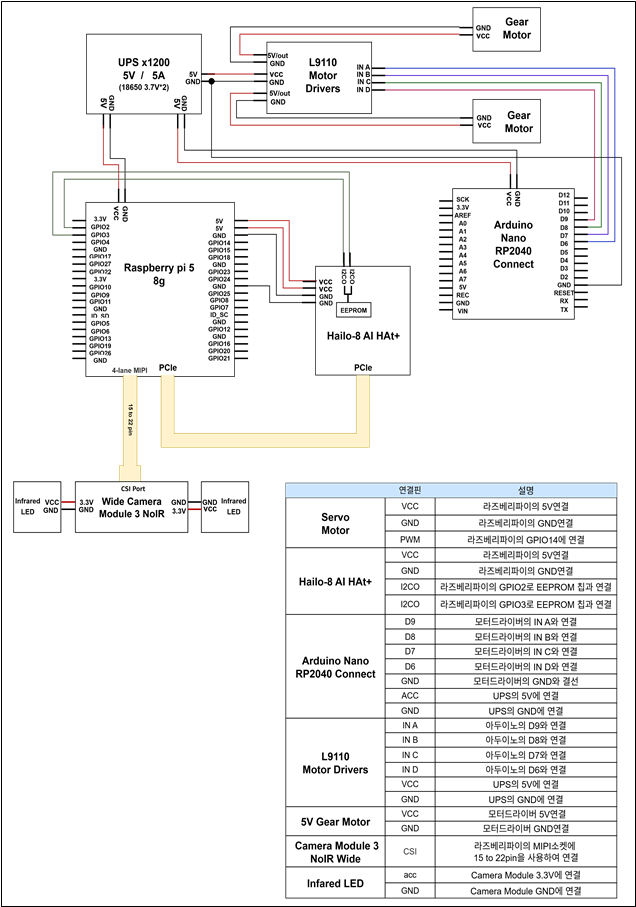 UPS x1200
5V / 5A
(18650 3.7V*2)
5V
GND
5V
GND
5V
GND
L9110
Motor
Drivers
5V/out
GND
VCC
GND
5V/out
GND
IN A
IN B
IN C
IN D
GND
VCC
Gear
Motor
GND
VCC
Gear
Motor
VCC
GND
Raspberry pi 5
8g
3.3V
GPIO2
GPIO3
GPIO4
GND
GPIO17
GPIO27
GPIO22
3.3V
GPIO10
GPIO9
GPIO11
GND
ID_SD
GPIO5
GPIO6
GPIO13
GPIO19
GPIO26
GND
5V
5V
GND
GPIO14
GPIO15
GPIO18
GND
GPIO23
GPIO24
GND
GPIO25
GPIO8
GPIO7
ID_SC
GND
GPIO12
GND
GPIO16
GPIO20
GPIO21
4-lane MIPI
PCIe
I2CO
I2CO
VCC
VCC
GND
GND
EEPROM
Hailo-8 AI HAt+
PCIe
VCC
GND
Arduino
Nano
RP2040
Connect
SCK
3.3V
AREF
A0
A1
A2
A3
A4
A5
A6
A7
5V
REC
GND
VIN
D12
D11
D10
D9
D8
D7
D6
D5
D4
D3
D2
GND
RESET
RX
TX
15 to 22 pin
Infrared
LED
VCC
GND
3.3V
GND
CSI Port
Wide Camera
Module 3 NoIR
GND
3.3V
GND
VCC
Infrared
LED
연결핀 설명
Servo
Motor
VCC 라즈베리파이의 5V연결
GND 라즈베리파이의 GND연결
PWM 라즈베리파이의 GPIO14에 연결
Hailo-8 AI HAt+
VCC 라즈베리파이의 5V연결
GND 라즈베리파이의 GND연결
I2CO 라즈베리파이의 GPIO2로 EEPROM 칩과 연결
I2CO 라즈베리파이의 GPIO3로 EEPROM 칩과 연결
Arduino Nano
RP2040 Connect
D9 모터드라이버의 IN A와 연결
D8 모터드라이버의 IN B와 연결
D7 모터드라이버의 IN C와 연결
D6 모터드라이버의 IN D와 연결
GND 모터드라이버의 GND와 결선
ACC UPS의 5V에 연결
GND UPS의 GND에 연결
L9110
Motor Drivers
IN A 아두이노의 D9와 연결
IN B 아두이노의 D8와 연결
IN C 아두이노의 D7와 연결
IN D 아두이노의 D6와 연결
VCC UPS의 5V에 연결
GND UPS의 GND에 연결
5V Gear Motor
VCC 모터드라이버 5V연결
GND 모터드라이버 GND연결
Camera Module 3
NoIR Wide
CSI 라즈베리파이의 MIPI소켓에
15 to 22pin을 사용하여 연결
Infared LED
acc Camera Module 3.3V에 연결
GND Camera Module GND에 연결